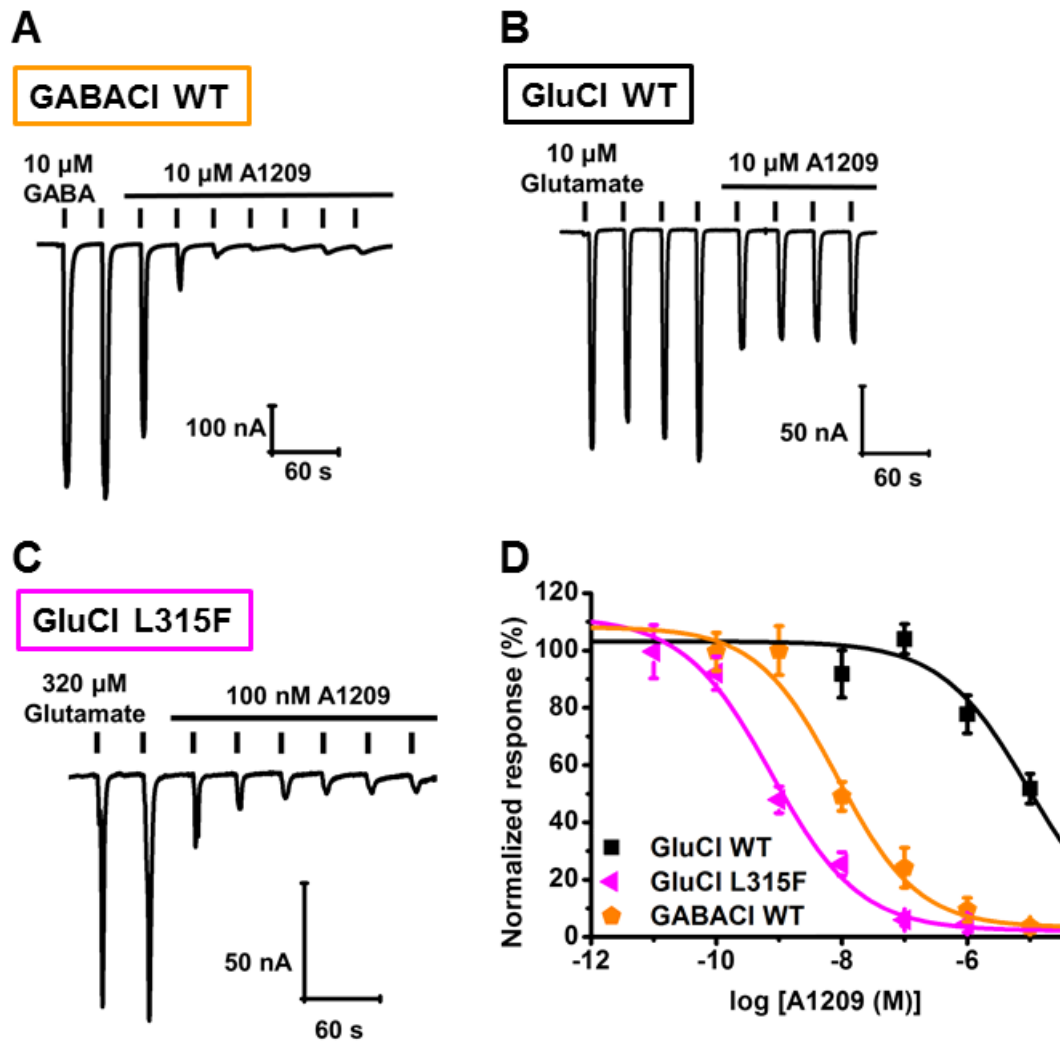 A
GABACl WT
10 µM
GABA
10 µM A1209
100 nA
60 s
B
GluCl WT
10 µM
Glutamate
10 µM A1209
50 nA
60 s
C
GluCl L315F
320 µM
Glutamate
100 nM A1209
50 nA
60 s
D
Normalized response (%)
120
100
80
60
40
20
0
GluCl WT
GluCl L315F
GABACl WT
-12
-10
-8
-6
log [A1209 (M)]